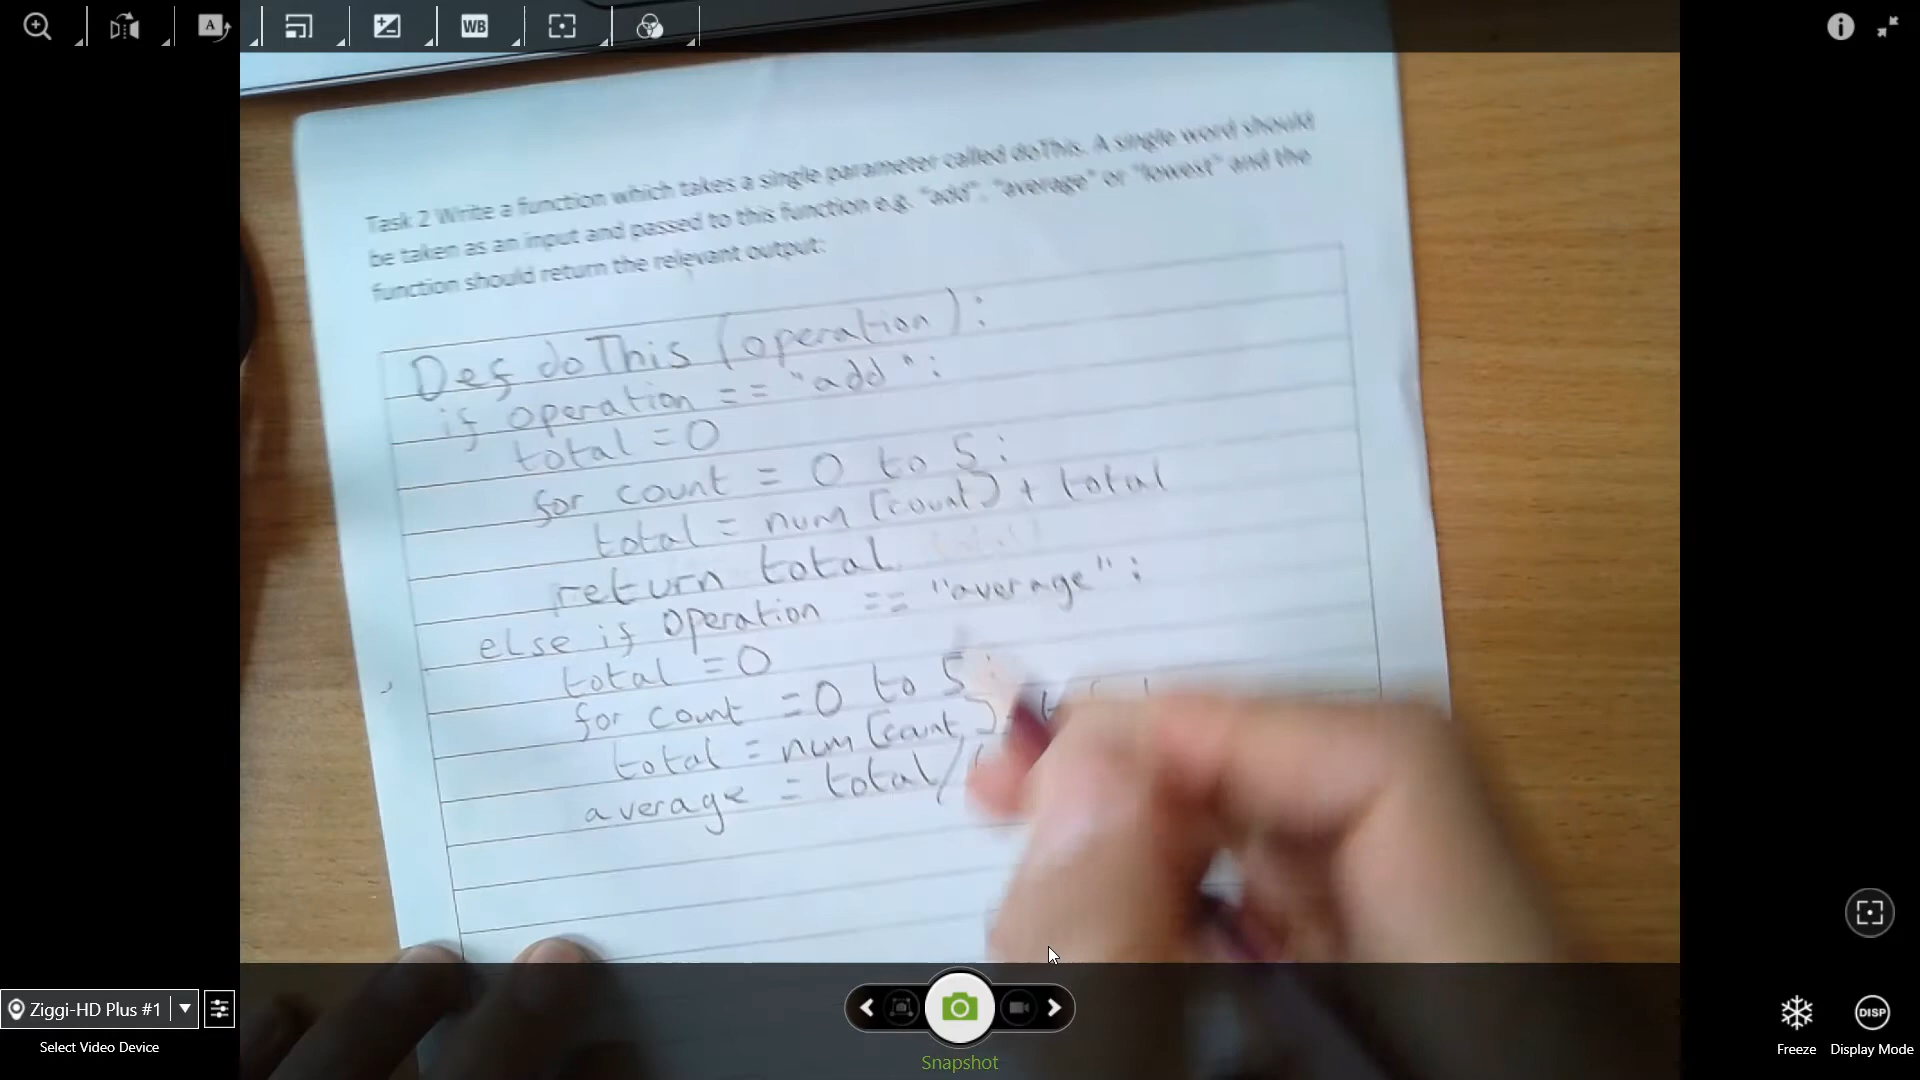 WB
Task 2 Write a function which takes a single parameter called doThis. A single word should
be taken as an input and passed to this function e.g. "add", "average" or "lowest" and the
function should return the relevant output:
Def doThis (operation):
if operation == "add":
total = 0
for count = 0 to 5:
total = num (count) + total
return total
else if operation == "average":
total = 0
for count = 0 to 5:
total = num (count)
average = total/
Ziggi-HD Plus #1
Select Video Device
Snapshot
Freeze
DISP
Display Mode